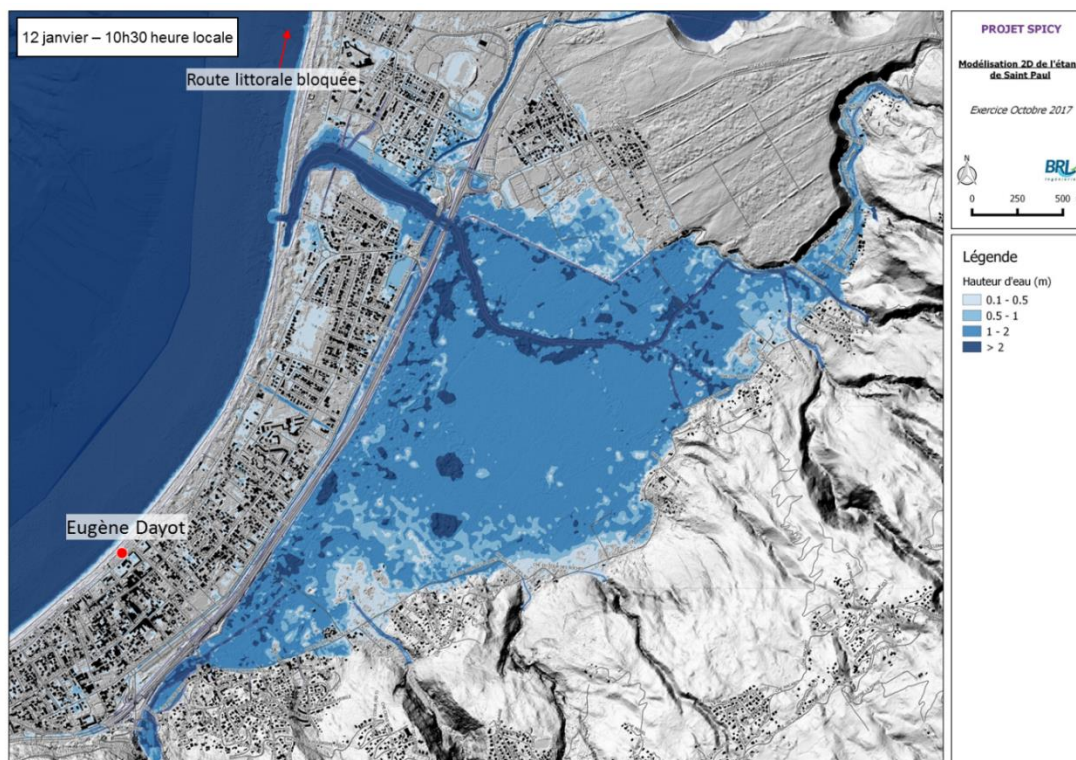 12 janvier – 10h30 heure locale
Route littorale bloquée
Eugène Dayot
PROJET SPICY
Modélisation 2D de l'étan
de Saint Paul
Exercice Octobre 2017
N
BRL
Ingénierie
0 250 500
Légende
Hauteur d'eau (m)
0.1 - 0.5
0.5 - 1
1 - 2
> 2